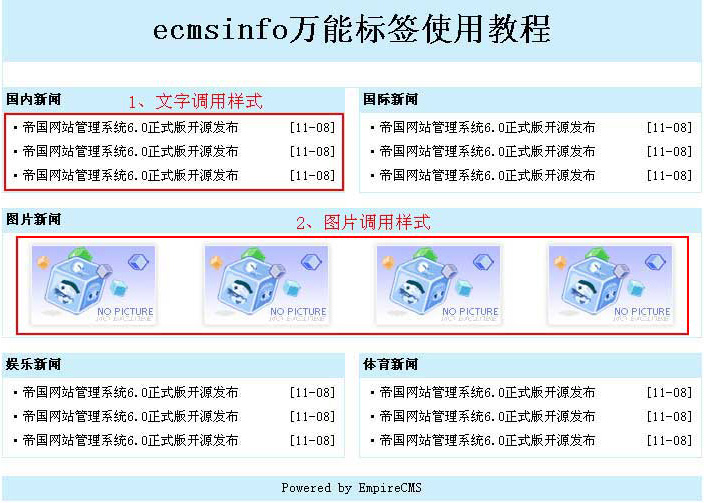 ecmsinfo万能标签使用教程
国内新闻
1、文字调用样式
国际新闻
·帝国网站管理系统6.0正式版开源发布 [11-08]
·帝国网站管理系统6.0正式版开源发布 [11-08]
·帝国网站管理系统6.0正式版开源发布 [11-08]
·帝国网站管理系统6.0正式版开源发布 [11-08]
·帝国网站管理系统6.0正式版开源发布 [11-08]
·帝国网站管理系统6.0正式版开源发布 [11-08]
图片新闻
2、图片调用样式
NO PICTURE
NO PICTURE
NO PICTURE
NO PICTURE
娱乐新闻
体育新闻
·帝国网站管理系统6.0正式版开源发布 [11-08]
·帝国网站管理系统6.0正式版开源发布 [11-08]
·帝国网站管理系统6.0正式版开源发布 [11-08]
·帝国网站管理系统6.0正式版开源发布 [11-08]
·帝国网站管理系统6.0正式版开源发布 [11-08]
·帝国网站管理系统6.0正式版开源发布 [11-08]
Powered by EmpireCMS